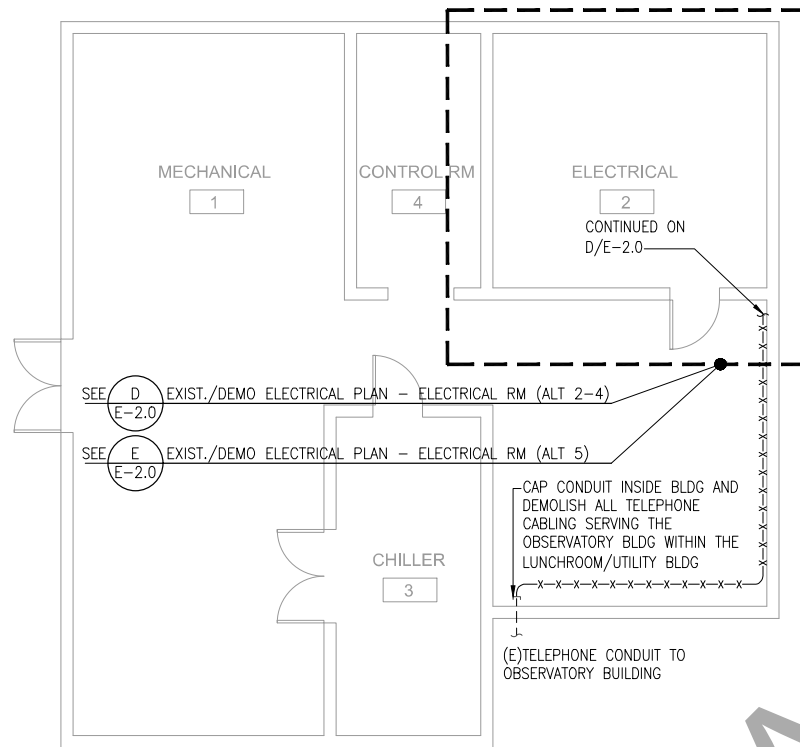 MECHANICAL
1
CONTROL RM
4
ELECTRICAL
2
CONTINUED ON
D/E-2.0
SEE D E-2.0 EXIST./DEMO ELECTRICAL PLAN - ELECTRICAL RM (ALT 2-4)
SEE E E-2.0 EXIST./DEMO ELECTRICAL PLAN - ELECTRICAL RM (ALT 5)
CAP CONDUIT INSIDE BLDG AND
DEMOLISH ALL TELEPHONE
CABLING SERVING THE
OBSERVATORY BLDG WITHIN THE
LUNCHROOM/UTILITY BLDG
CHILLER
3
(E)TELEPHONE CONDUIT TO
OBSERVATORY BUILDING